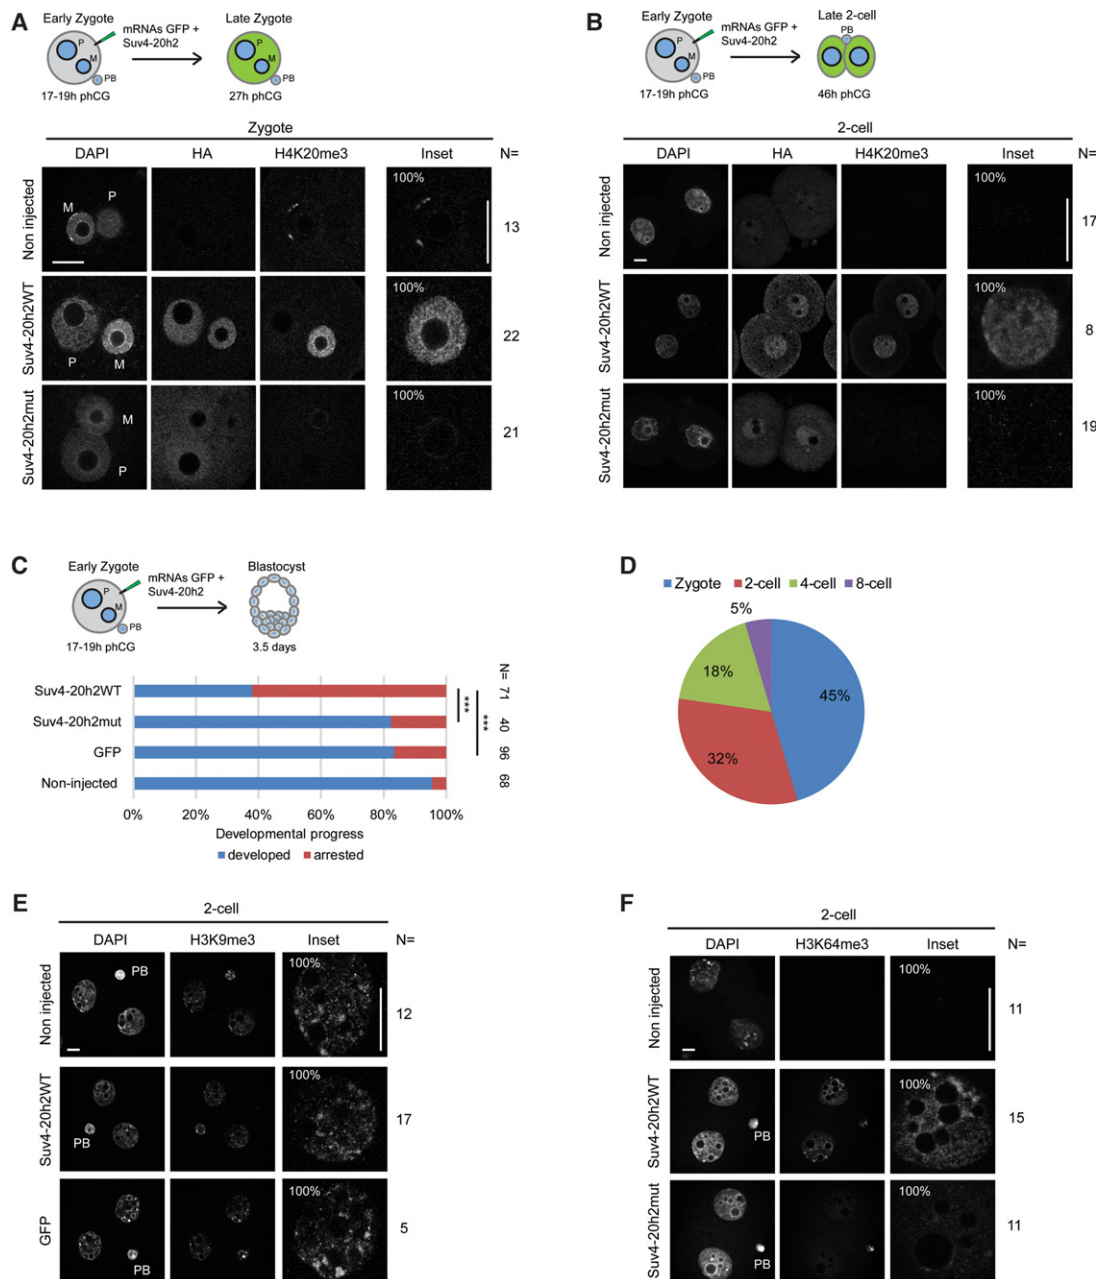 A
Early Zygote
mRNAs GFP +
Suv4-20h2
Late Zygote
P
M
PB
17-19h phCG
P
M
PB
27h phCG
Zygote
DAPI
HA
H4K20me3
Inset
N=
Non injected
M
P
100%
13
Suv4-20h2WT
P
M
100%
22
Suv4-20h2mut
M
P
100%
21
B
Early Zygote
mRNAs GFP +
Suv4-20h2
Late 2-cell
P
M
PB
17-19h phCG
PB
46h phCG
2-cell
DAPI
HA
H4K20me3
Inset
N=
Non injected
100%
17
Suv4-20h2WT
100%
8
Suv4-20h2mut
100%
19
C
Early Zygote
mRNAs GFP +
Suv4-20h2
Blastocyst
P
M
PB
17-19h phCG
3.5 days
N=
Suv4-20h2WT
71
Suv4-20h2mut
40
GFP
96
Non-injected
68
***
***
0%
20%
40%
60%
80%
100%
Developmental progress
developed
arrested
D
Zygote
2-cell
4-cell
8-cell
5%
18%
45%
32%
E
2-cell
DAPI
H3K9me3
Inset
N=
Non injected
PB
100%
12
Suv4-20h2WT
PB
100%
17
GFP
PB
100%
5
F
2-cell
DAPI
H3K64me3
Inset
N=
Non injected
100%
11
Suv4-20h2WT
PB
100%
15
Suv4-20h2mut
PB
100%
11